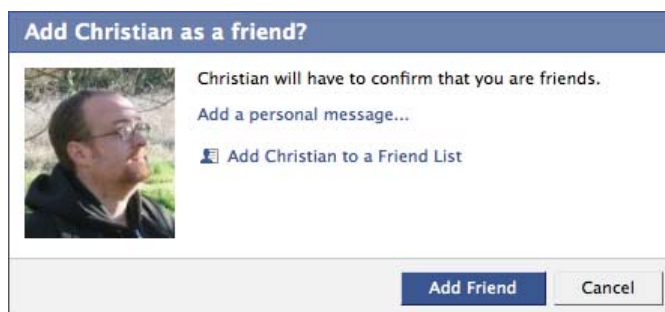 Add Christian as a friend?
Christian will have to confirm that you are friends.
Add a personal message...
Add Christian to a Friend List
Add Friend
Cancel